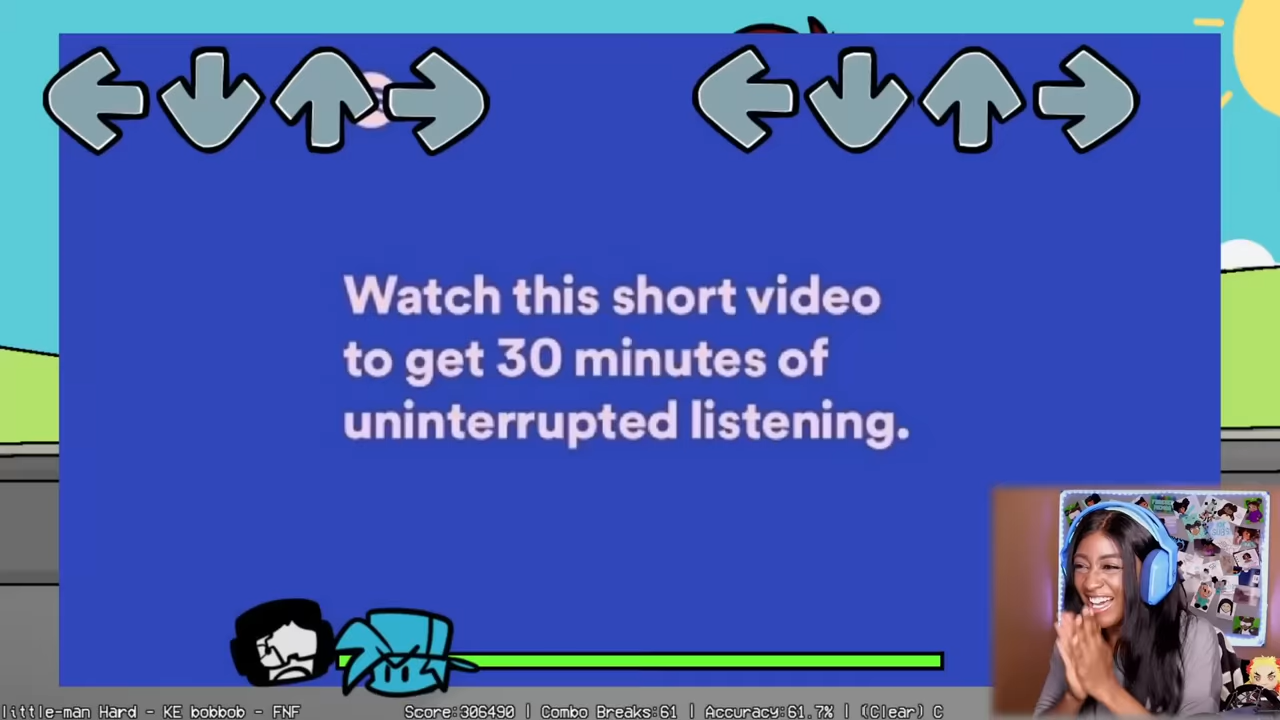 Watch this short video
to get 30 minutes of
uninterrupted listening.
little-man Hard - KE bobbob - FNF
Score:306490 | Combo Breaks:61 | Accuracy:61.7% | (Clear) C